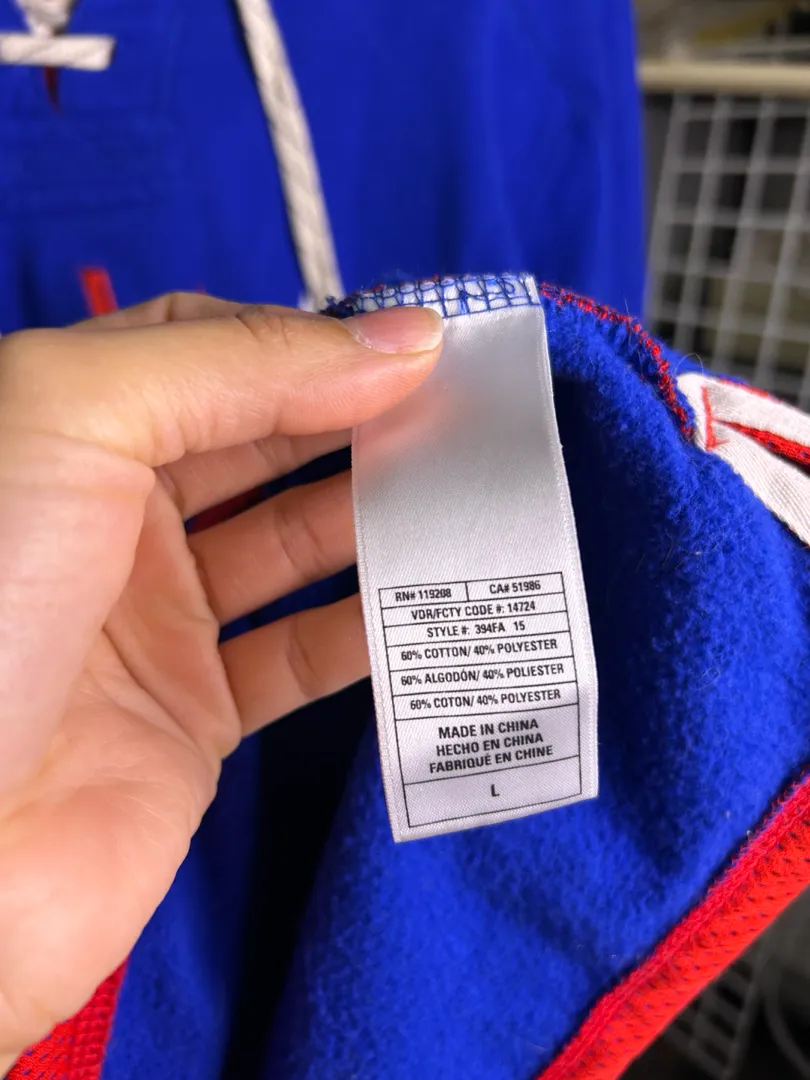 RN# 119208 CA# 51986
VDR/FCTY CODE #: 14724
STYLE #: 394FA 15
60% COTTON/ 40% POLYESTER
60% ALGODÓN/ 40% POLIESTER
60% COTON/ 40% POLYESTER
MADE IN CHINA
HECHO EN CHINA
FABRIQUÉ EN CHINE
L